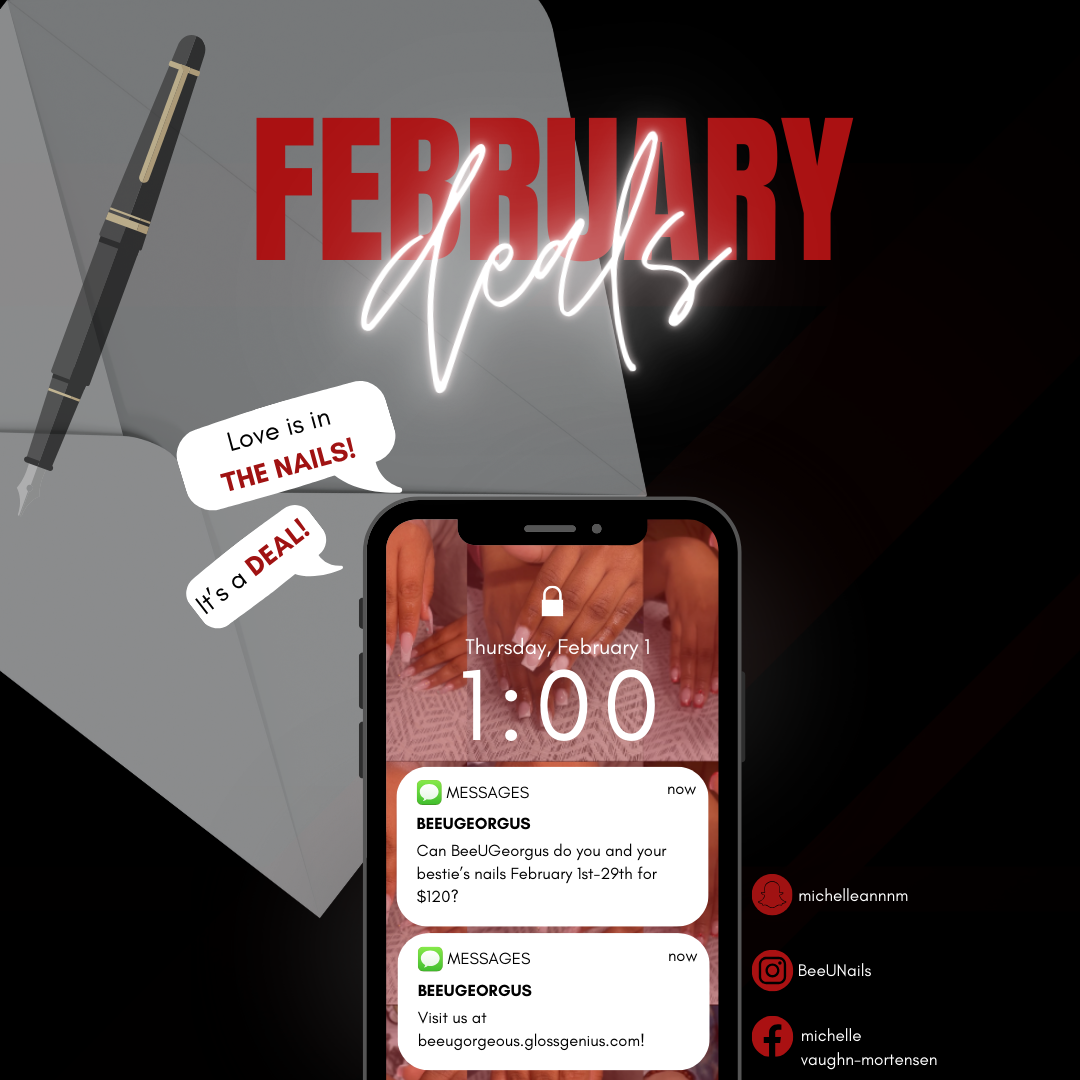 FEBRUARY
deals
Love is in
THE NAILS!
It's a DEAL!
Thursday, February 1
1:00
MESSAGES
now
BEEUGEORGUS
Can BeeUGeorgus do you and your
bestie's nails February 1st-29th for
$120?
MESSAGES
now
BEEUGEORGUS
Visit us at
beeugorgeous.glossgenius.com!
michelleannnm
BeeUNails
michelle
vaughn-mortensen